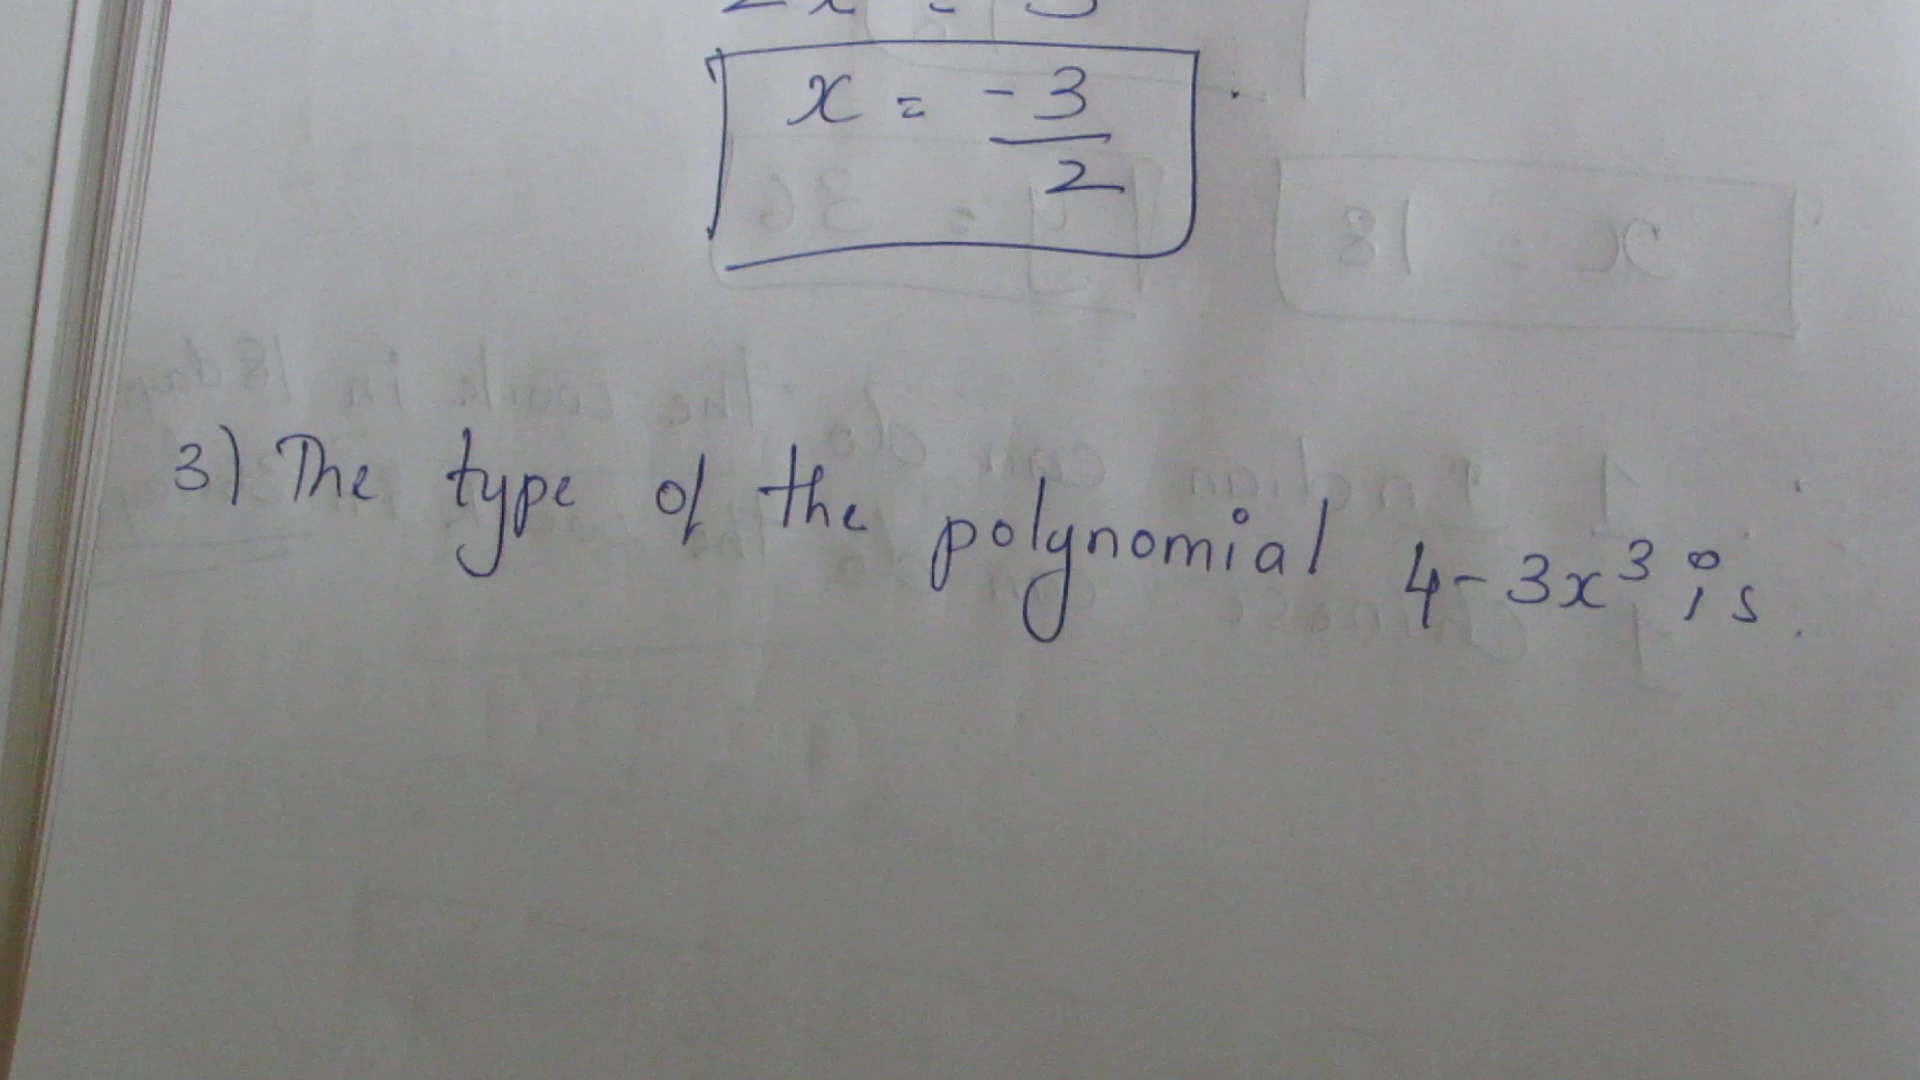 x = -3
2
3) The type of the polynomial 4 - 3x³ is